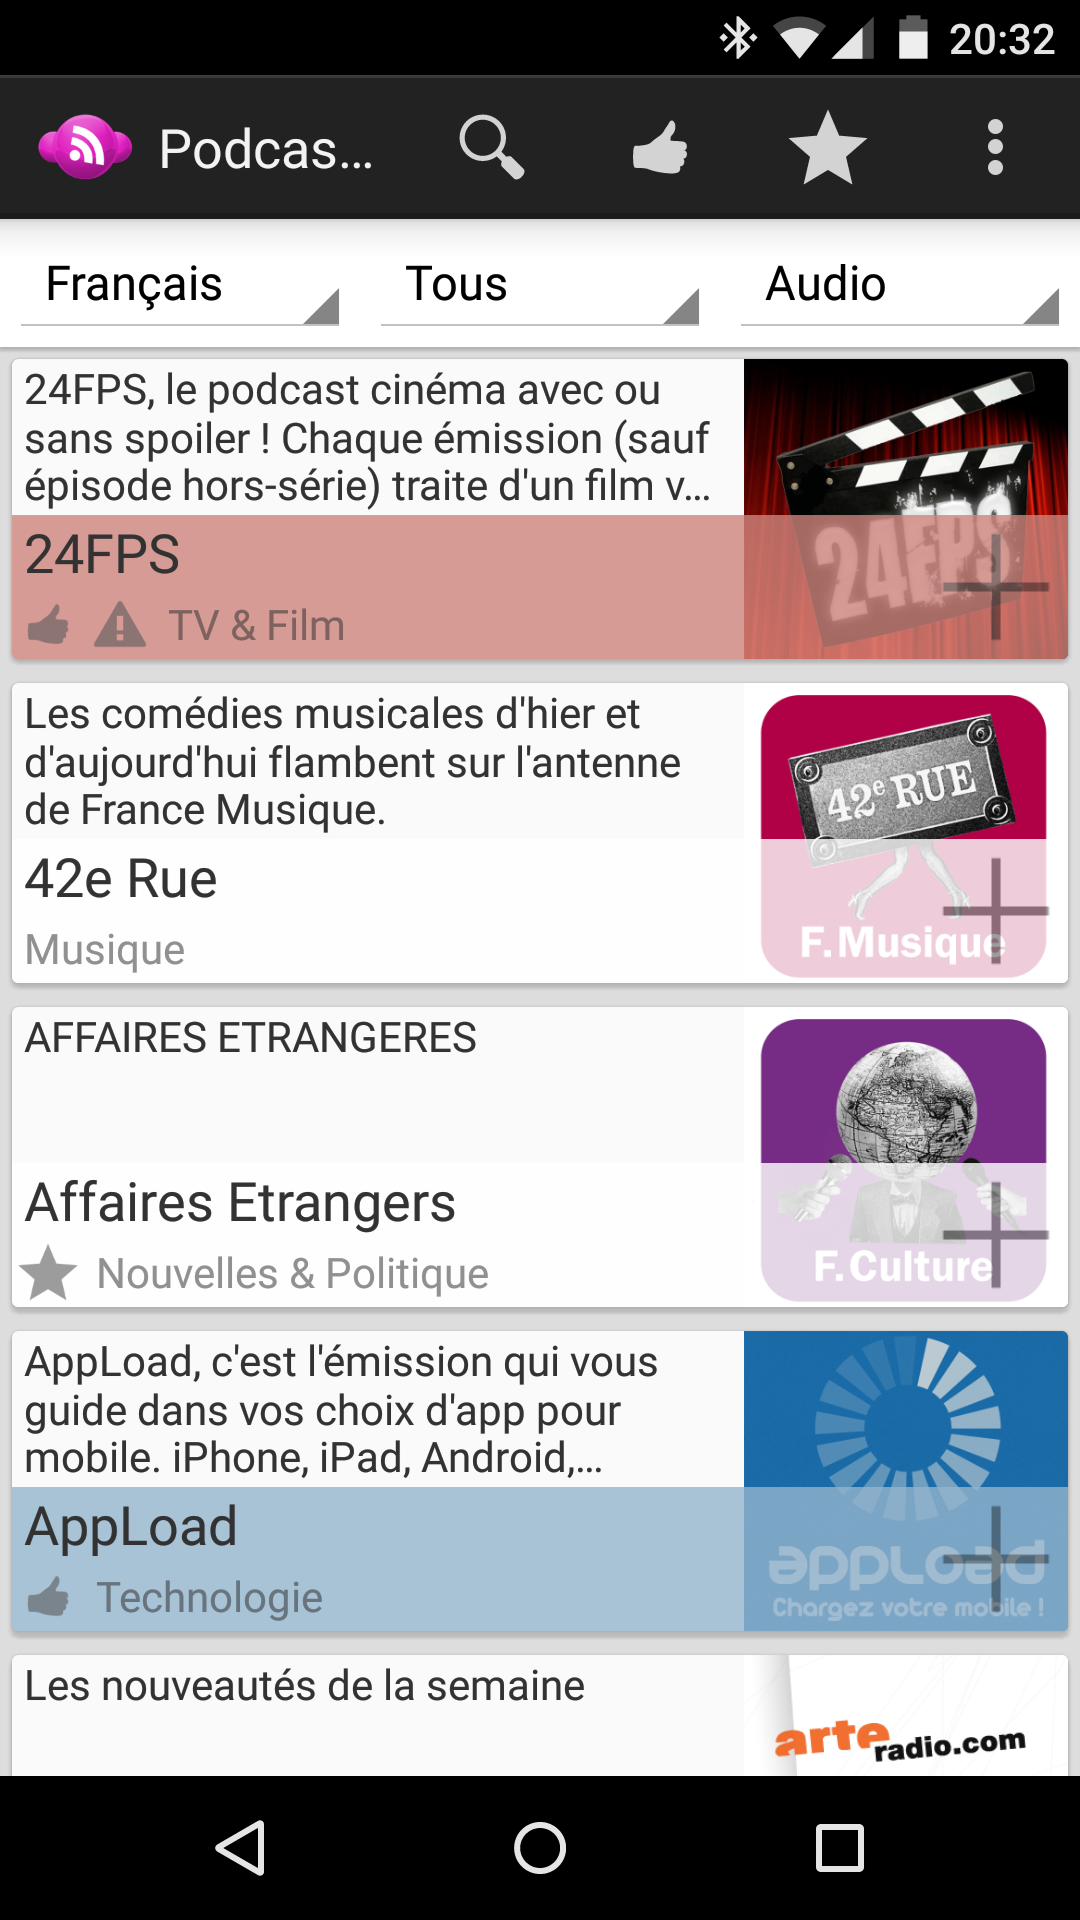 20:32
Podcas...
Français
Tous
Audio
24FPS, le podcast cinéma avec ou
sans spoiler ! Chaque émission (sauf
épisode hors-série) traite d'un film v...
24FPS
24FPS
TV & Film
Les comédies musicales d'hier et
d'aujourd'hui flambent sur l'antenne
de France Musique.
42e RUE
42e Rue
F.Musique
Musique
AFFAIRES ETRANGERES
Affaires Etrangers
F.Culture
Nouvelles & Politique
AppLoad, c'est l'émission qui vous
guide dans vos choix d'app pour
mobile. iPhone, iPad, Android,...
AppLoad
APPLOAD
Technologie
Chargez votre mobile !
Les nouveautés de la semaine
arte
radio.com